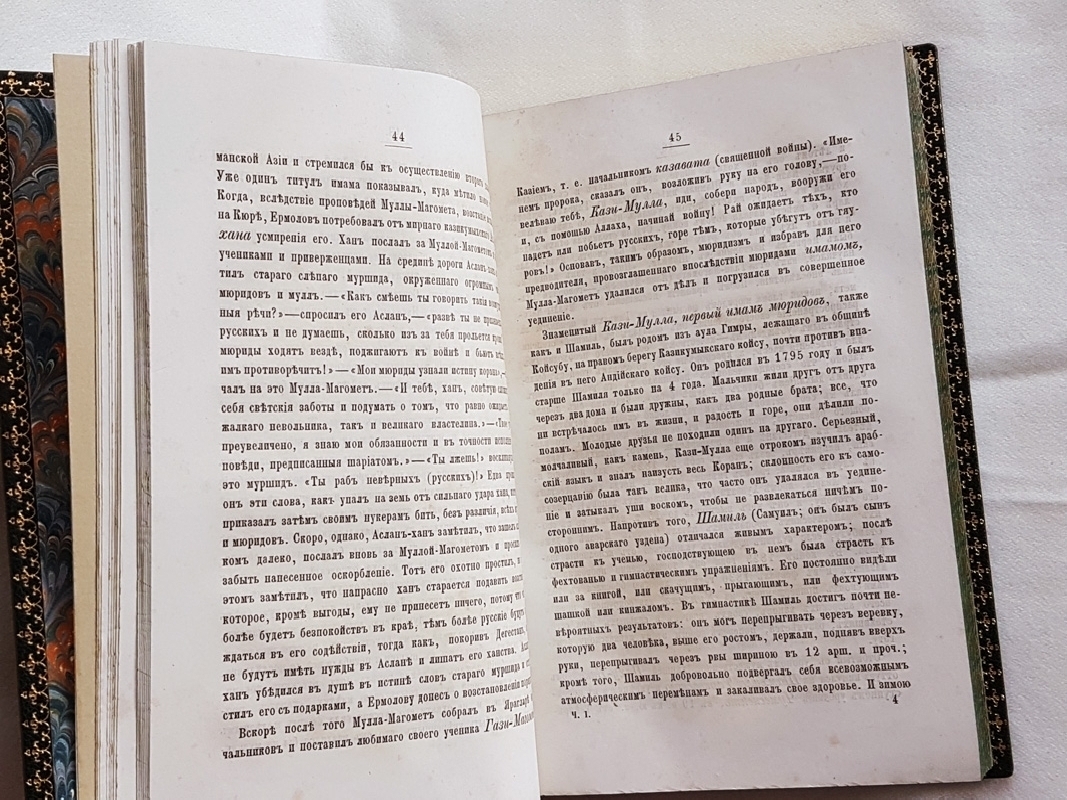 44
манской Азіи и стремился бы къ осуществленію
Уже одинъ титулъ имама показывалъ, куда мѣтило
Когда, вслѣдствіе проповѣдей Муллы-Магомета,
на Кюрѣ, Ермоловъ потребовалъ отъ мирнаго
хана усмиренія его. Ханъ послалъ за Муллой-Магометомъ
учениками и приверженцами. На срединѣ дороги
тилъ стараго слѣпаго муршида, окруженнаго
мюридовъ и муллъ.—«Какъ смѣешь ты говорить
ныя рѣчи?»—спросилъ его Асланъ,—«развѣ ты не
русскихъ и не думаешь, сколько изъ за тебя прольется
мюриды ходятъ вездѣ, поджигаютъ къ войнѣ и бьютъ
имъ противорѣчитъ!»—«Мои мюриды узнали истину
чалъ на это Мулла-Магометъ.—«И тебѣ, ханъ,
себя свѣтскія заботы и подумать о томъ, что равно
жалкаго невольника, такъ и великаго властелина.»
преувеличено, я знаю мои обязанности и въ точности
повѣди, предписанныя шаріатомъ.»—«Ты лжешь!»
это муршидъ. «Ты рабъ невѣрныхъ (русскихъ)! Едва
онъ эти слова, какъ упалъ на земь отъ сильнаго удара хана,
приказалъ затѣмъ своимъ нукерамъ бить, безъ различія,
и мюридовъ. Скоро, однако, Асланъ-ханъ замѣтилъ, что
комъ далеко, послалъ вновь за Муллой-Магометомъ и
забыть нанесенное оскорбленіе. Тотъ его охотно
этомъ замѣтилъ, что напрасно ханъ старается подавить
которое, кромѣ выгоды, ему не принесетъ ничего, потому что
болѣе будетъ безпокойствъ въ краѣ, тѣмъ болѣе русскіе
ждаться въ его содѣйствіи, тогда какъ, покоривъ
не будутъ имѣть нужды въ Асланѣ и лишатъ его ханства.
ханъ убѣдился въ душѣ въ истинѣ словъ стараго муршида и
стилъ его съ подарками, а Ермолову донесъ о возстановленіи
Вскорѣ послѣ того Мулла-Магометъ собралъ въ
чальниковъ и поставилъ любимаго своего ученика
45
Казіемъ, т. е. начальникомъ казавата (священной войны). «Име-
немъ пророка, сказалъ онъ, возложивъ руку на его голову,—по-
велѣваю тебѣ, Кази-Мулла, иди, собери народъ, вооружи его
и, съ помощью Аллаха, начинай войну! Рай ожидаетъ тѣхъ, кто
падетъ или побьетъ русскихъ, горе тѣмъ, которые убѣгутъ отъ гяу-
ровъ!» Основавъ, такимъ образомъ, мюридизмъ и избравъ для него
предводителя, провозглашеннаго впослѣдствіи мюридами имамомъ,
Мулла-Магометъ удалился отъ дѣлъ и погрузился въ совершенное
уединеніе.
Знаменитый Кази-Мулла, первый имамъ мюридовъ, также
какъ и Шамиль, былъ родомъ изъ аула Гимры, лежащаго въ общинѣ
Койсубу, на правомъ берегу Казикумыкскаго койсу, почти противъ впа-
денія въ него Андійскаго койсу. Онъ родился въ 1795 году и былъ
старше Шамиля только на 4 года. Мальчики жили другъ отъ друга
черезъ два дома и были дружны, какъ два родные брата; все, что
ни встрѣчалось имъ въ жизни, и радость и горе, они дѣлили по-
поламъ. Молодые друзья не походили одинъ на другаго. Серьезный,
молчаливый, какъ камень, Кази-Мулла еще отрокомъ изучилъ араб-
скій языкъ и зналъ наизусть весь Коранъ; склонность его къ само-
созерцанію была такъ велика, что часто онъ удалялся въ уедине-
ніе и затыкалъ уши воскомъ, чтобы не развлекаться ничѣмъ по-
стороннимъ. Напротивъ того, Шамиль (Самуилъ; онъ былъ сынъ
одного аварскаго уздена) отличался живымъ характеромъ; послѣ
страсти къ ученью, господствующею въ немъ была страсть къ
фехтованью и гимнастическимъ упражненіямъ. Его постоянно видѣли
или за книгой, или скачущимъ, прыгающимъ, или фехтующимъ
шашкой или кинжаломъ. Въ гимнастикѣ Шамиль достигъ почти не-
вѣроятныхъ результатовъ: онъ могъ перепрыгивать черезъ веревку,
которую два человѣка, выше его ростомъ, держали, поднявъ вверхъ
руки, перепрыгивалъ черезъ рвы шириною въ 12 арш. и проч.;
кромѣ того, Шамиль добровольно подвергалъ себя всевозможнымъ
атмосферическимъ перемѣнамъ и закаливалъ свое здоровье. И зимою
Ч. I.
4